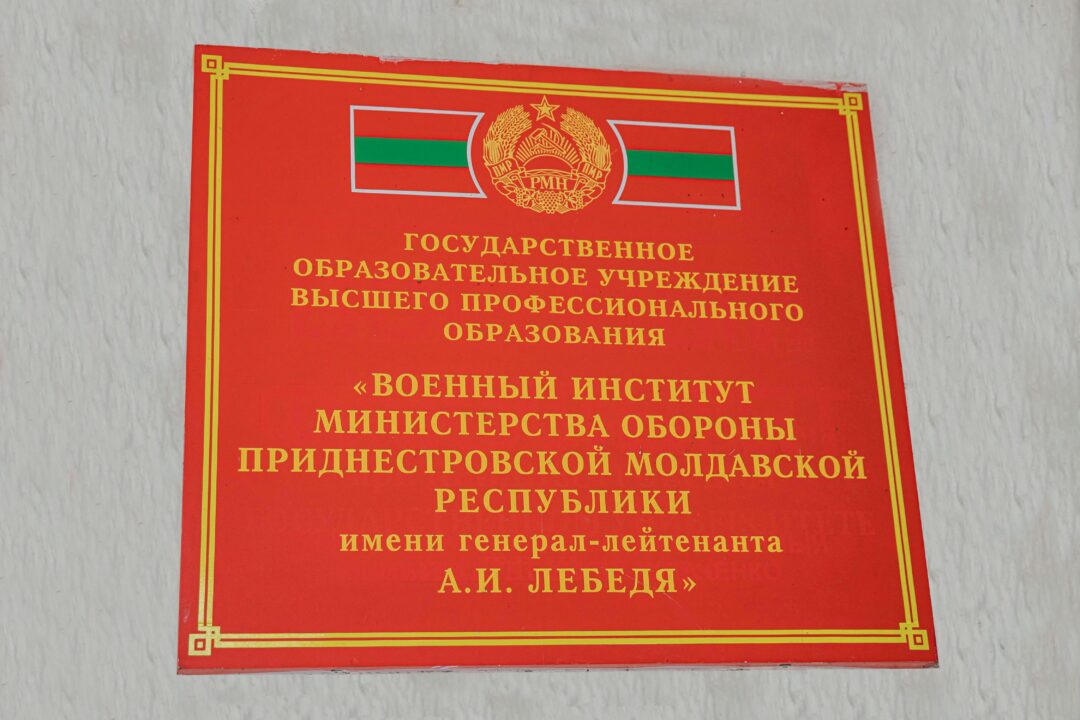 ПМР ПМР
РМН
ГОСУДАРСТВЕННОЕ
ОБРАЗОВАТЕЛЬНОЕ УЧРЕЖДЕНИЕ
ВЫСШЕГО ПРОФЕССИОНАЛЬНОГО
ОБРАЗОВАНИЯ
«ВОЕННЫЙ ИНСТИТУТ
МИНИСТЕРСТВА ОБОРОНЫ
ПРИДНЕСТРОВСКОЙ МОЛДАВСКОЙ
РЕСПУБЛИКИ
имени генерал-лейтенанта
А.И. ЛЕБЕДЯ»